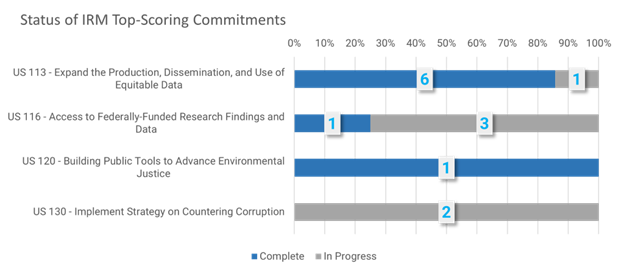 Status of IRM Top-Scoring Commitments
0% 10% 20% 30% 40% 50% 60% 70% 80% 90% 100%
US 113 - Expand the Production, Dissemination, and Use of
Equitable Data
6 1
US 116 - Access to Federally-Funded Research Findings and
Data
1 3
US 120 - Building Public Tools to Advance Environmental
Justice
1
US 130 - Implement Strategy on Countering Corruption
2
Complete In Progress